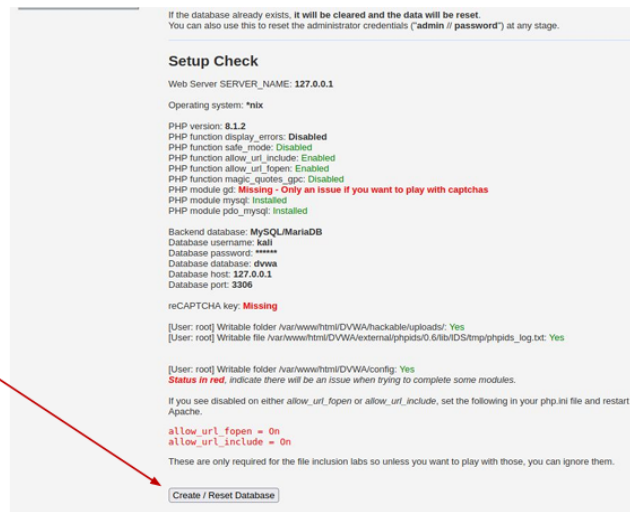 If the database already exists, it will be cleared and the data will be reset.
You can also use this to reset the administrator credentials ("admin // password") at any stage.
Setup Check
Web Server SERVER_NAME: 127.0.0.1
Operating system: *nix
PHP version: 8.1.2
PHP function display_errors: Disabled
PHP function safe_mode: Disabled
PHP function allow_url_include: Enabled
PHP function allow_url_fopen: Enabled
PHP function magic_quotes_gpc: Disabled
PHP module gd: Missing - Only an issue if you want to play with captchas
PHP module mysql: Installed
PHP module pdo_mysql: Installed
Backend database: MySQL/MariaDB
Database username: kali
Database password: ******
Database database: dvwa
Database host: 127.0.0.1
Database port: 3306
reCAPTCHA key: Missing
[User: root] Writable folder /var/www/html/DVWA/hackable/uploads/: Yes
[User: root] Writable file /var/www/html/DVWA/external/phpids/0.6/lib/IDS/tmp/phpids_log.txt: Yes
[User: root] Writable folder /var/www/html/DVWA/config: Yes
Status in red, indicate there will be an issue when trying to complete some modules.
If you see disabled on either allow_url_fopen or allow_url_include, set the following in your php.ini file and restart
Apache.
allow_url_fopen = On
allow_url_include = On
These are only required for the file inclusion labs so unless you want to play with those, you can ignore them.
Create / Reset Database